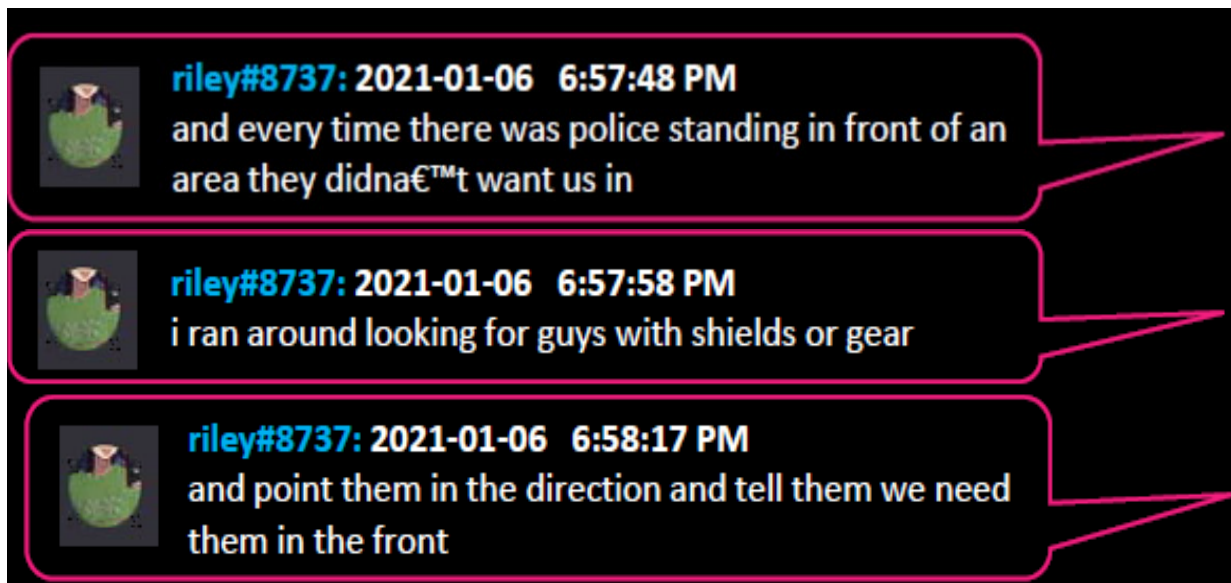 riley#8737: 2021-01-06 6:57:48 PM
and every time there was police standing in front of an
area they didna€™t want us in
riley#8737: 2021-01-06 6:57:58 PM
i ran around looking for guys with shields or gear
riley#8737: 2021-01-06 6:58:17 PM
and point them in the direction and tell them we need
them in the front